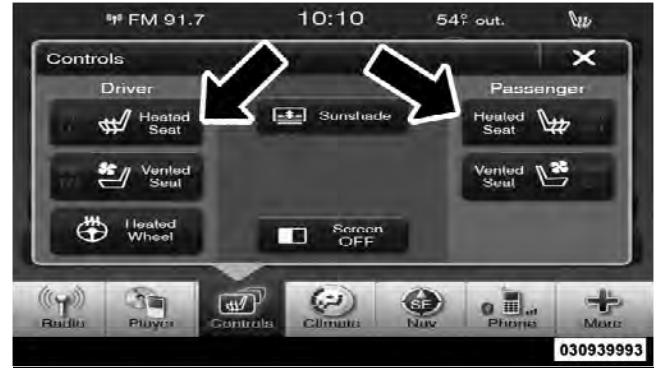 FM 91.7 10:10 54° out.
Controls
Driver Passenger
Heated Seat
Sunshade
Heated Seat
Vented Seat
Vented Seat
Heated Wheel
Screen OFF
Radio Player Controls Climate Nav Phone More
SE
030939993